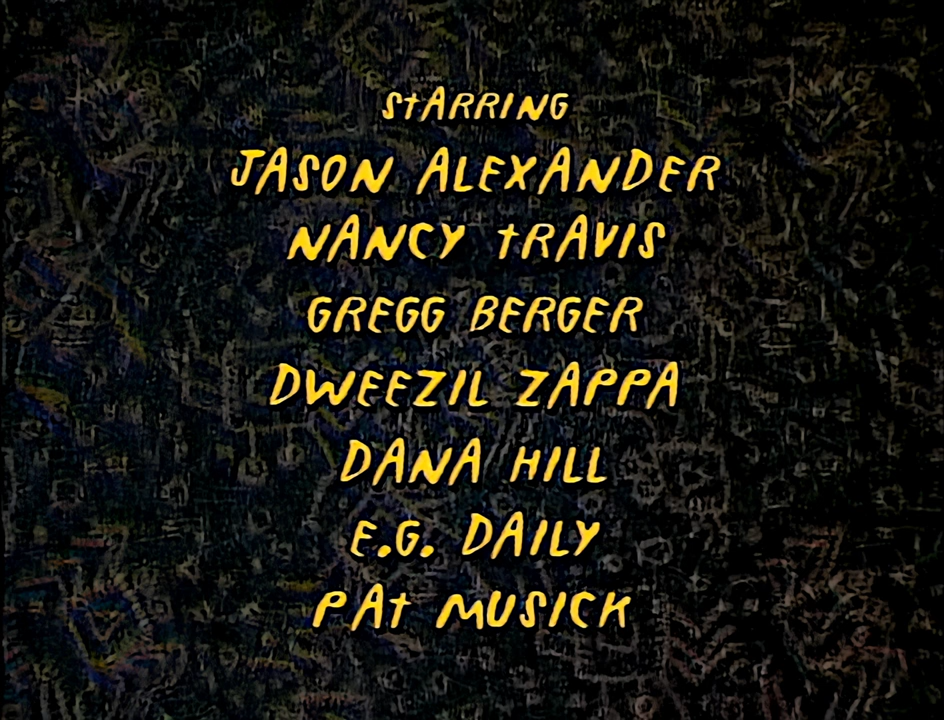 STARRING
JASON ALEXANDER
NANCY TRAVIS
GREGG BERGER
DWEEZIL ZAPPA
DANA HILL
E.G. DAILY
PAT MUSICK